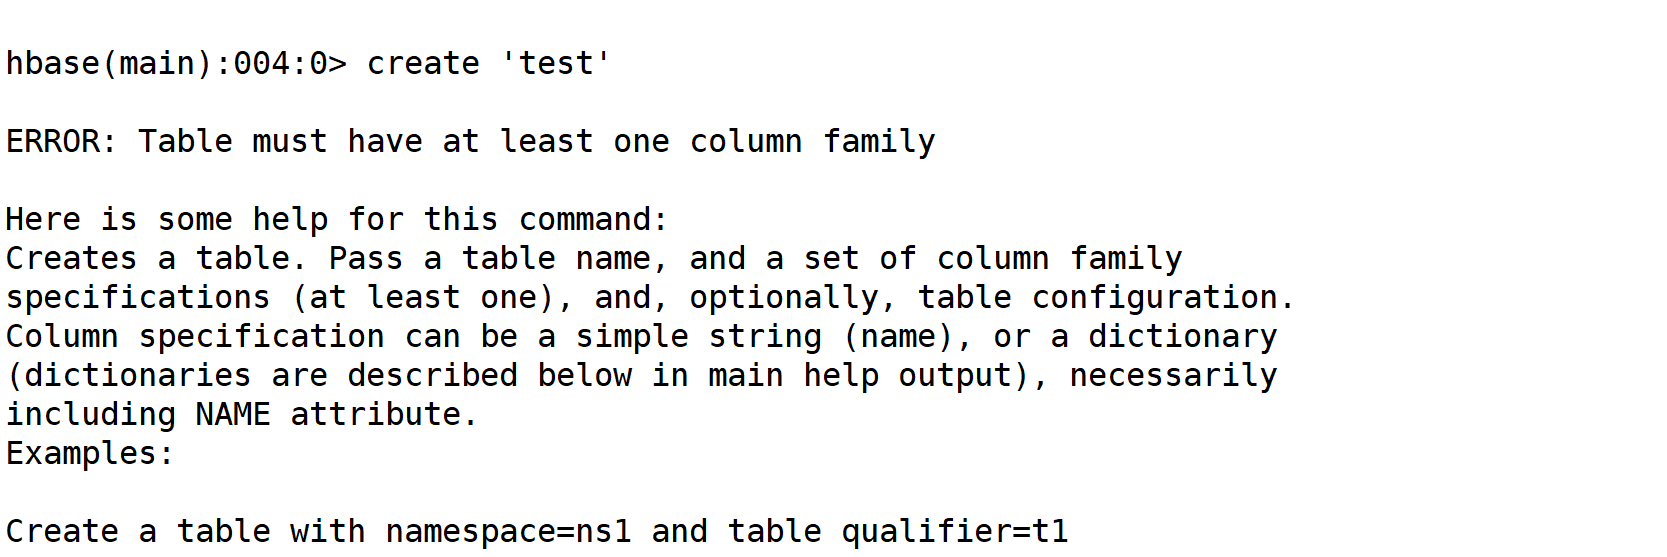 hbase(main):004:0> create 'test'
ERROR: Table must have at least one column family
Here is some help for this command:
Creates a table. Pass a table name, and a set of column family
specifications (at least one), and, optionally, table configuration.
Column specification can be a simple string (name), or a dictionary
(dictionaries are described below in main help output), necessarily
including NAME attribute.
Examples:
Create a table with namespace=ns1 and table qualifier=t1